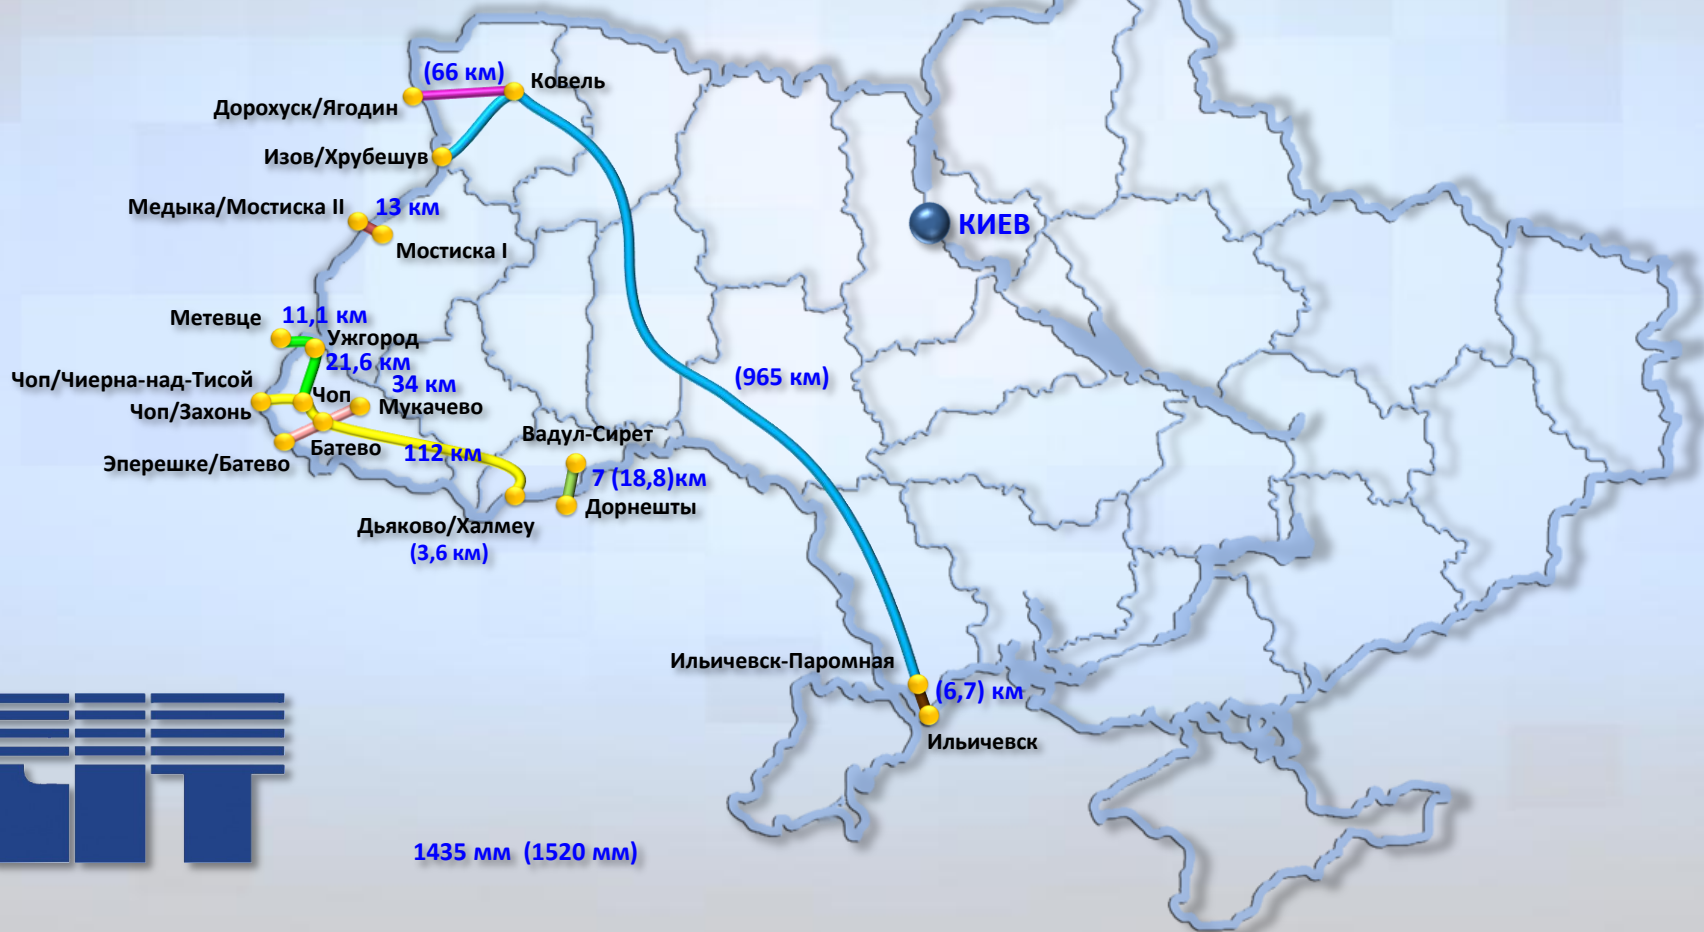 (66 км)
Ковель
Дорохуск/Ягодин
Изов/Хрубешув
Медыка/Мостиска II
13 км
КИЕВ
Мостиска I
Метевце
11,1 км
Ужгород
21,6 км
Чоп/Чиерна-над-Тисой
34 км
(965 км)
Чоп
Чоп/Захонь
Мукачево
Вадул-Сирет
Батево
112 км
Эперешке/Батево
7 (18,8)км
Дорнешты
Дьяково/Халмеу
(3,6 км)
Ильичевск-Паромная
(6,7) км
Ильичевск
1435 мм (1520 мм)